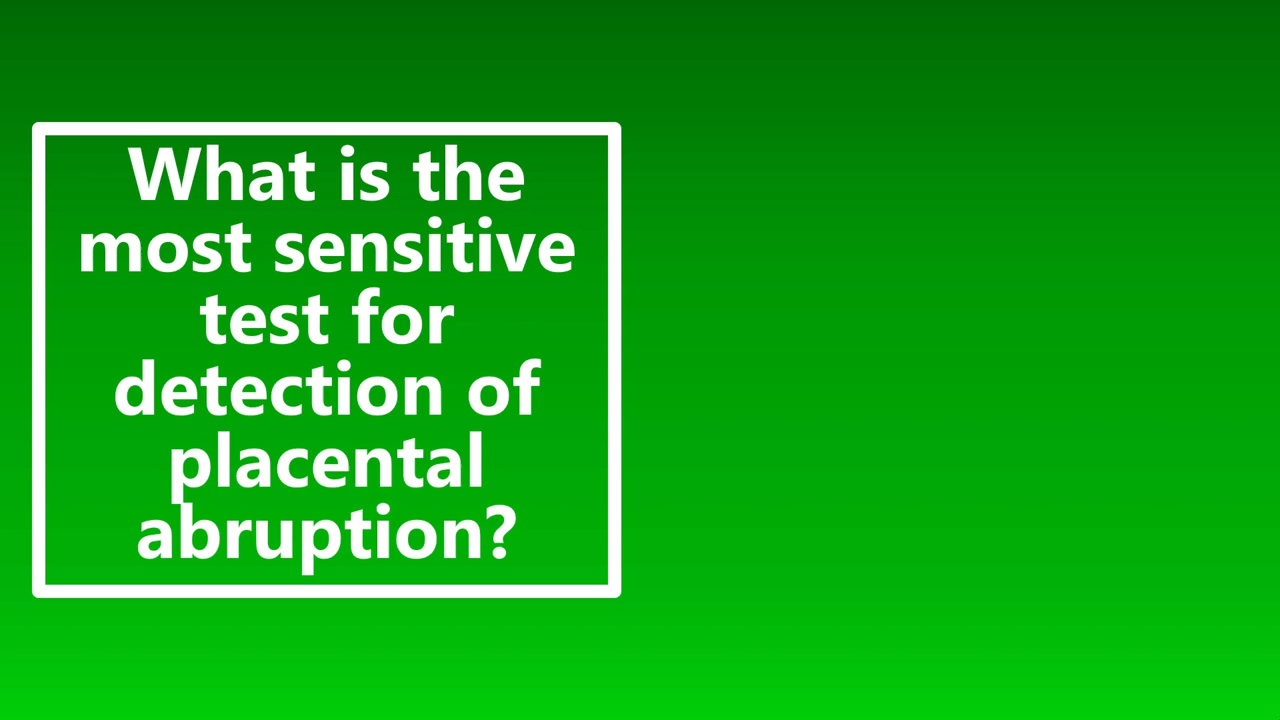 What is the
most sensitive
test for
detection of
placental
abruption?